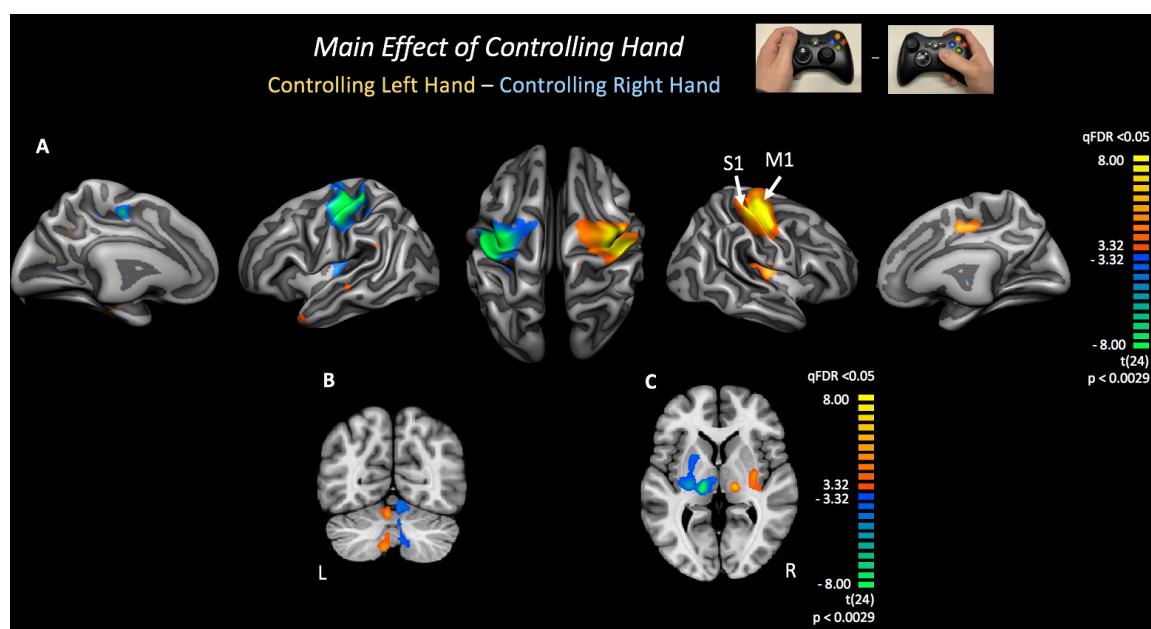 Main Effect of Controlling Hand
Controlling Left Hand – Controlling Right Hand
–
A
S1
M1
qFDR <0.05
8.00
3.32
- 3.32
- 8.00
t(24)
p < 0.0029
B
L
C
R
qFDR <0.05
8.00
3.32
- 3.32
- 8.00
t(24)
p < 0.0029